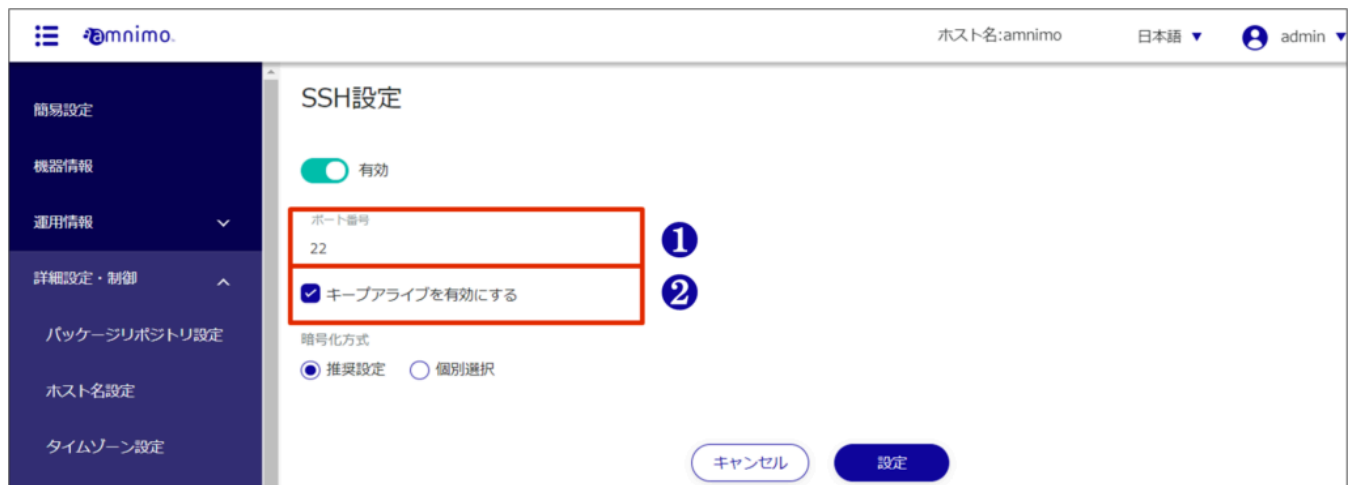 amnimo.
ホスト名:amnimo
日本語 ▼
admin ▼
簡易設定
機器情報
運用情報
詳細設定・制御
パッケージリポジトリ設定
ホスト名設定
タイムゾーン設定
SSH設定
有効
ポート番号
22
❶
キープアライブを有効にする
❷
暗号化方式
推奨設定 個別選択
キャンセル 設定